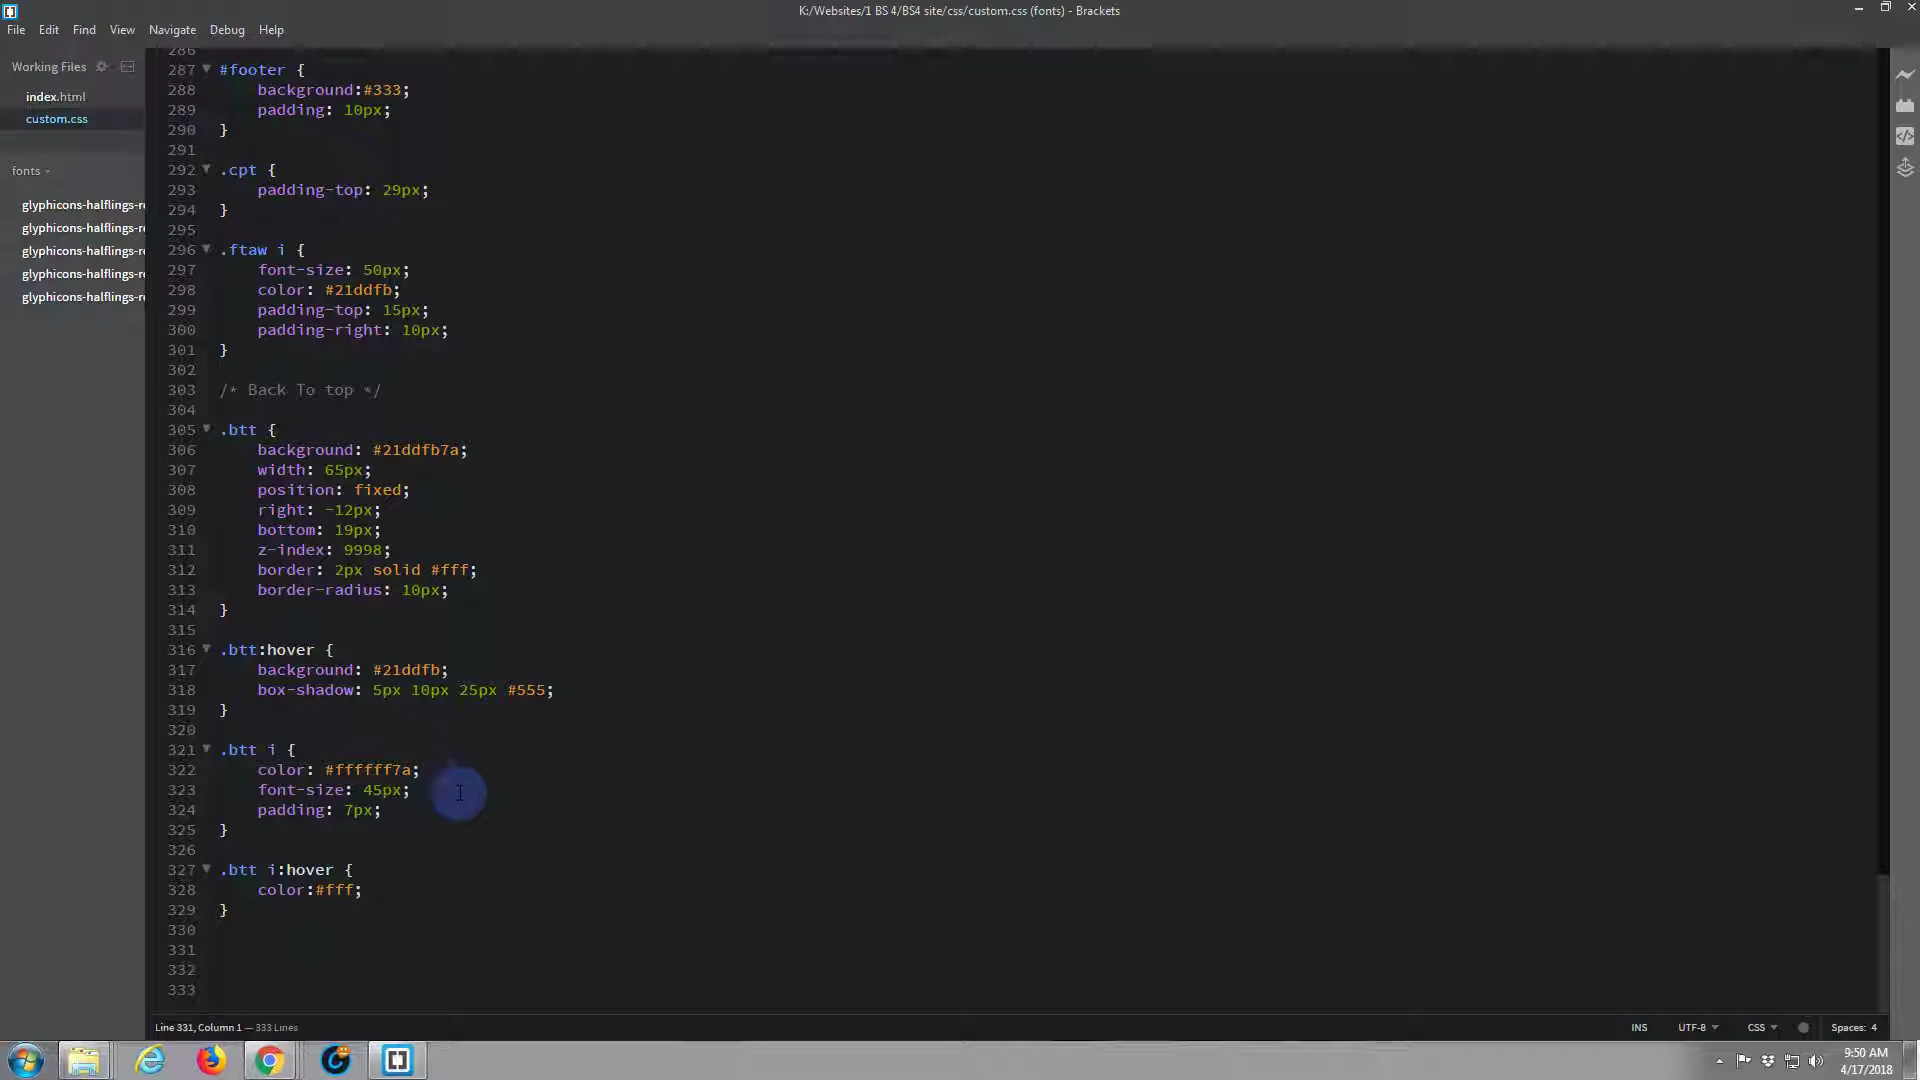 K:/Websites/1 BS 4/BS4 site/css/custom.css (fonts) - Brackets
File Edit Find View Navigate Debug Help
Working Files
index.html
custom.css
fonts
glyphicons-halflings-re
glyphicons-halflings-re
glyphicons-halflings-re
glyphicons-halflings-re
glyphicons-halflings-re
286
287 #footer {
288 background:#333;
289 padding: 10px;
290 }
291
292 .cpt {
293 padding-top: 29px;
294 }
295
296 .ftaw i {
297 font-size: 50px;
298 color: #21ddfb;
299 padding-top: 15px;
300 padding-right: 10px;
301 }
302
303 /* Back To top */
304
305 .btt {
306 background: #21ddfb7a;
307 width: 65px;
308 position: fixed;
309 right: -12px;
310 bottom: 19px;
311 z-index: 9998;
312 border: 2px solid #fff;
313 border-radius: 10px;
314 }
315
316 .btt:hover {
317 background: #21ddfb;
318 box-shadow: 5px 10px 25px #555;
319 }
320
321 .btt i {
322 color: #ffffff7a;
323 font-size: 45px;
324 padding: 7px;
325 }
326
327 .btt i:hover {
328 color:#fff;
329 }
330
331
332
333
Line 331, Column 1 — 333 Lines
INS UTF-8 CSS Spaces: 4
9:50 AM
4/17/2018